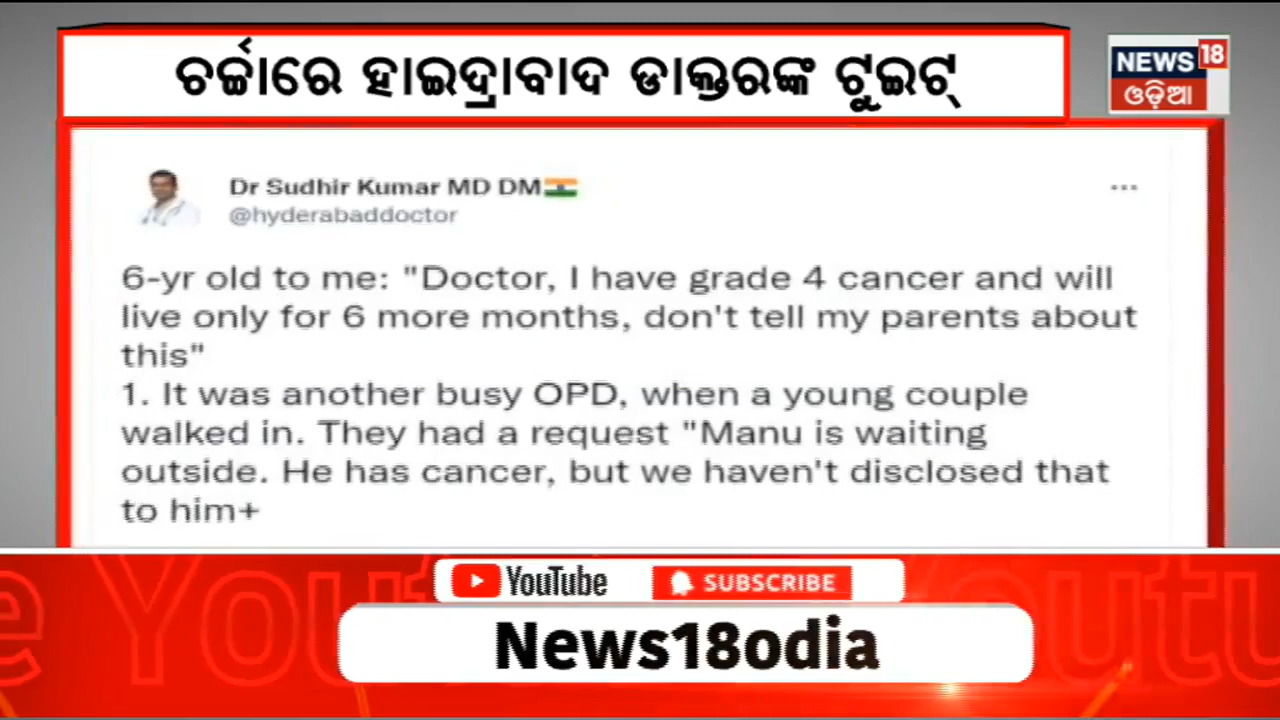 ଚର୍ଚ୍ଚାରେ ହାଇଦ୍ରାବାଦ ଡାକ୍ତରଙ୍କ ଟୁଇଟ୍
NEWS 18
ଓଡ଼ିଆ
Dr Sudhir Kumar MD DM🇮🇳
@hyderabaddoctor
6-yr old to me: "Doctor, I have grade 4 cancer and will
live only for 6 more months, don't tell my parents about
this"
1. It was another busy OPD, when a young couple
walked in. They had a request "Manu is waiting
outside. He has cancer, but we haven't disclosed that
to him+
YouTube SUBSCRIBE
News18odia